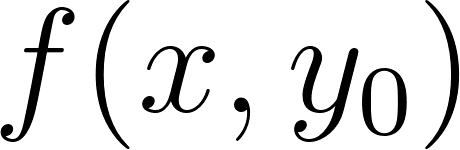 f(x, y₀)